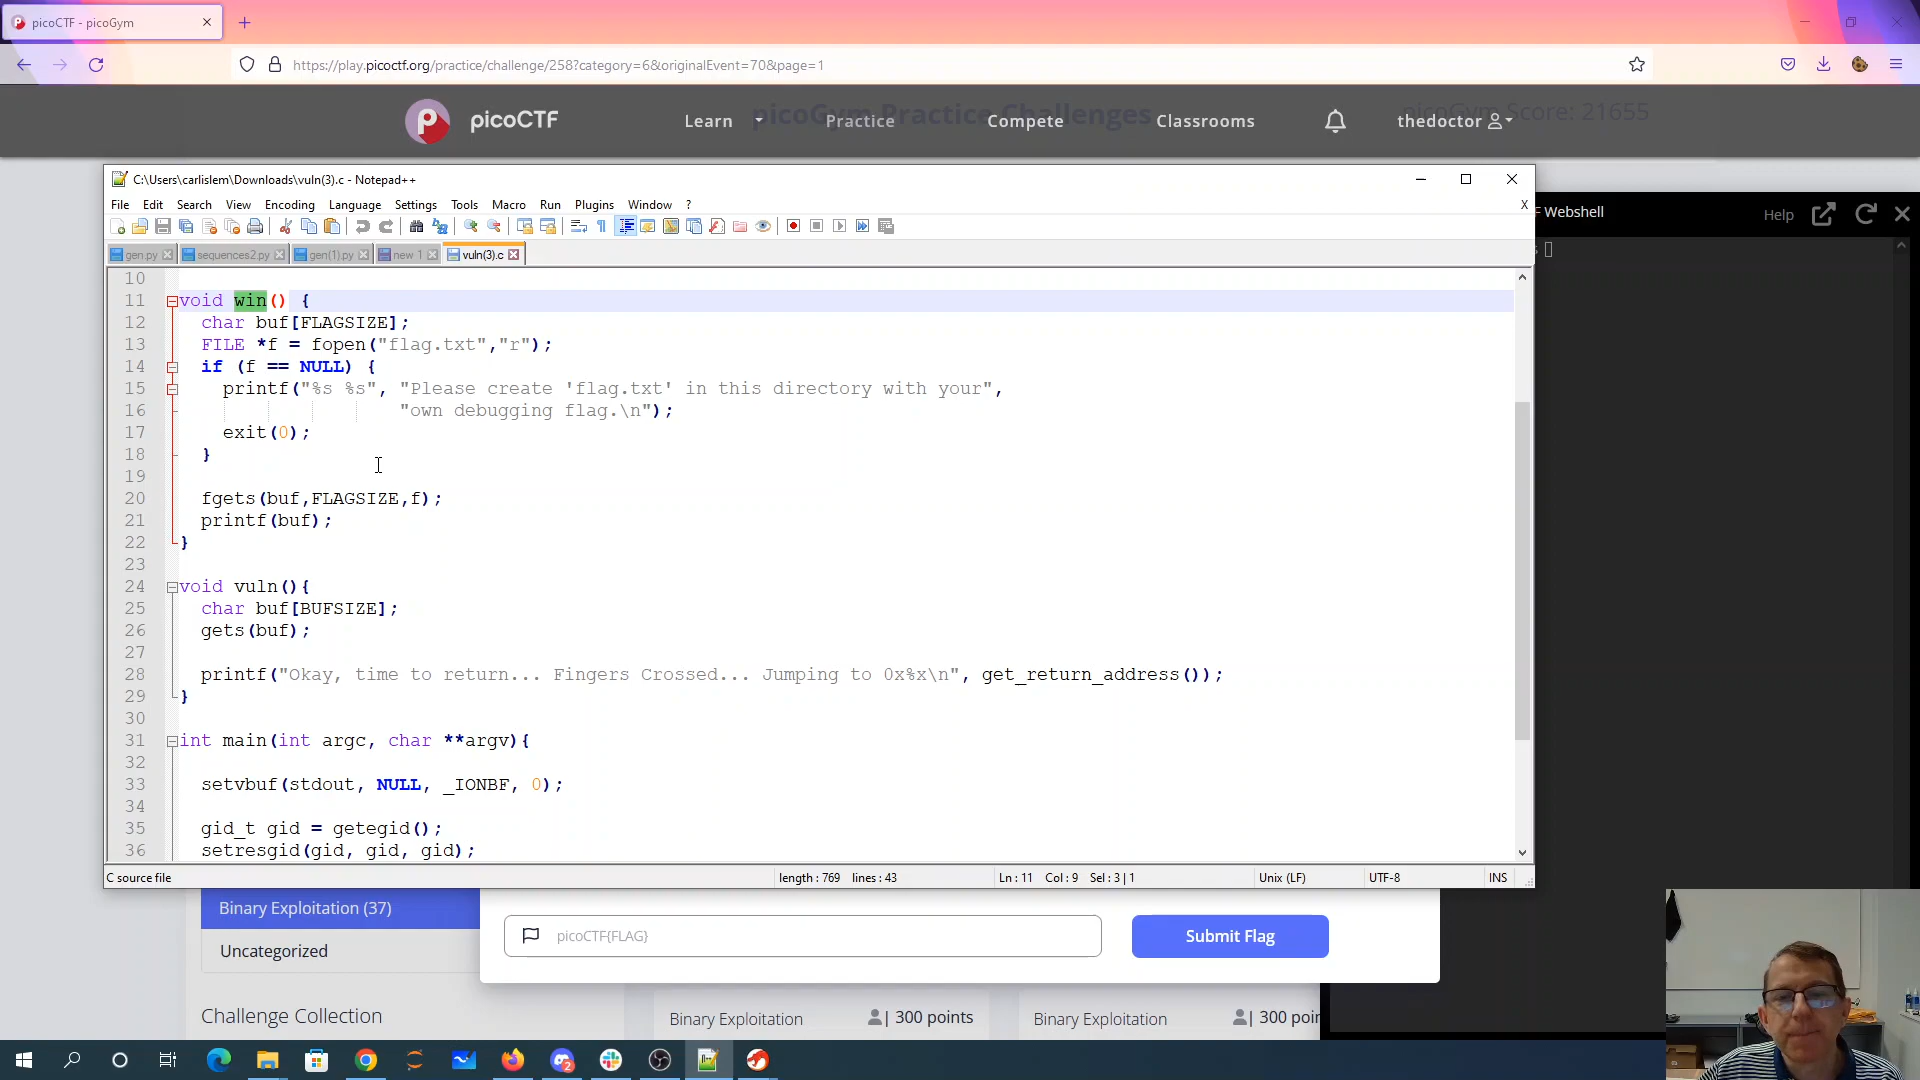 picoCTF - picoGym
https://play.picoctf.org/practice/challenge/258?category=6&originalEvent=70&page=1
picoCTF
Learn
Practice
Compete
Classrooms
thedoctor
picoGym Practice Challenges
picoGym Score: 21655
C:\Users\carlislem\Downloads\vuln(3).c - Notepad++
File Edit Search View Encoding Language Settings Tools Macro Run Plugins Window ?
X
gen.py
sequences2.py
gen(1).py
new 1
vuln(3).c
Webshell
Help
10
11 void win() {
12 char buf[FLAGSIZE];
13 FILE *f = fopen("flag.txt","r");
14 if (f == NULL) {
15 printf("%s %s", "Please create 'flag.txt' in this directory with your",
16 "own debugging flag.\n");
17 exit(0);
18 }
19
20 fgets(buf,FLAGSIZE,f);
21 printf(buf);
22 }
23
24 void vuln(){
25 char buf[BUFSIZE];
26 gets(buf);
27
28 printf("Okay, time to return... Fingers Crossed... Jumping to 0x%x\n", get_return_address());
29 }
30
31 int main(int argc, char **argv){
32
33 setvbuf(stdout, NULL, _IONBF, 0);
34
35 gid_t gid = getegid();
36 setresgid(gid, gid, gid);
C source file
length : 769 lines : 43
Ln : 11 Col : 9 Sel : 3 | 1
Unix (LF)
UTF-8
INS
Binary Exploitation (37)
Uncategorized
picoCTF{FLAG}
Submit Flag
Challenge Collection
Binary Exploitation
| 300 points
Binary Exploitation
| 300 poin